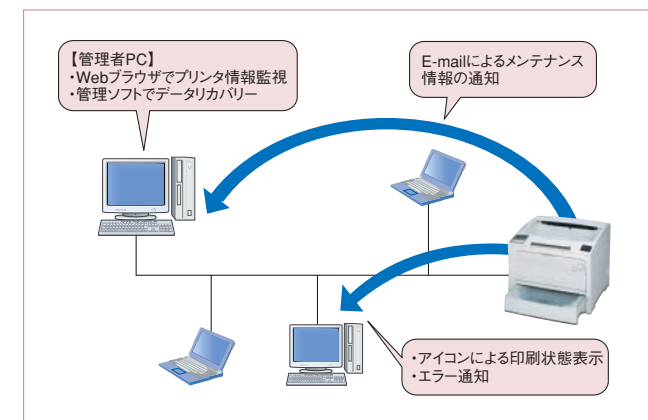 【管理者PC】
・Webブラウザでプリンタ情報監視
・管理ソフトでデータリカバリー
E-mailによるメンテナンス
情報の通知
・アイコンによる印刷状態表示
・エラー通知